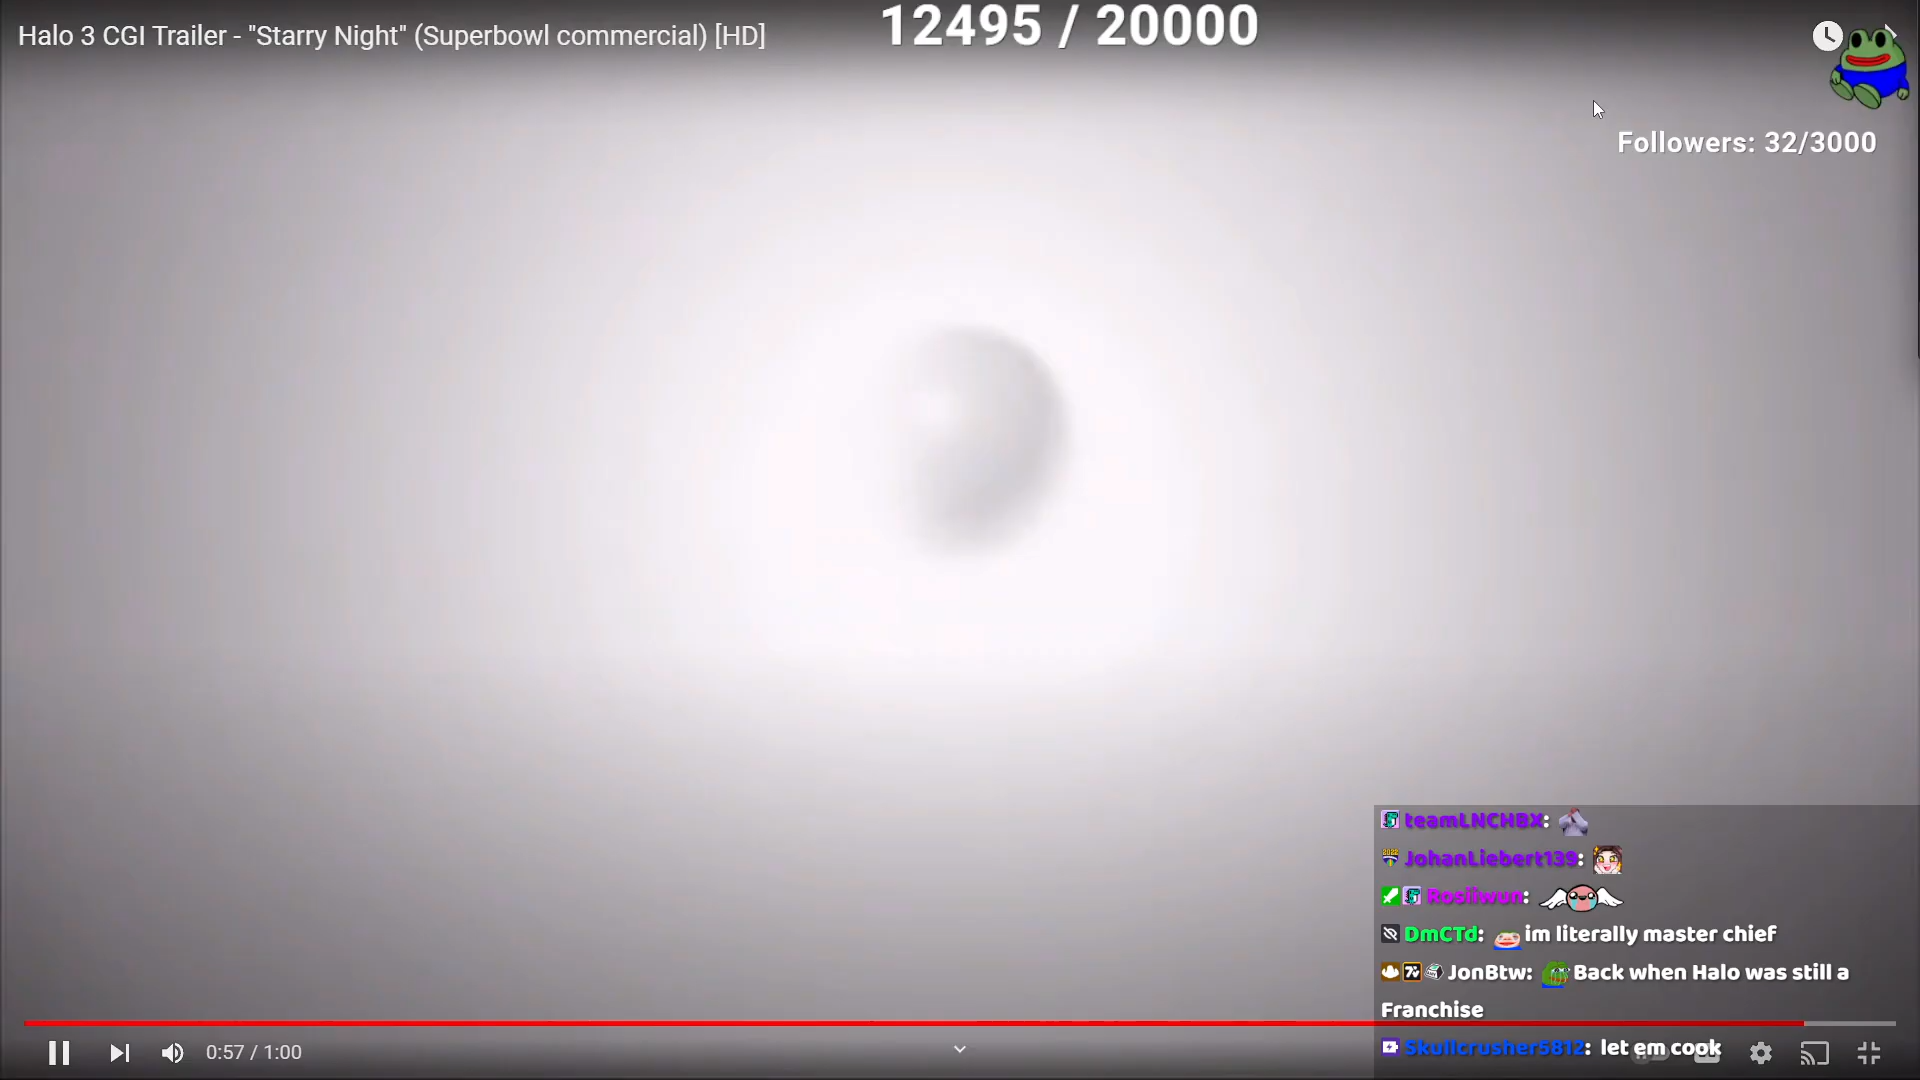 Halo 3 CGI Trailer - "Starry Night" (Superbowl commercial) [HD]
12495 / 20000
Followers: 32/3000
teamLNCHBX:
JohanLiebert139:
Rosiiwun:
DmCTd: im literally master chief
JonBtw: Back when Halo was still a
Franchise
Skullcrusher5812: let em cook
0:57 / 1:00